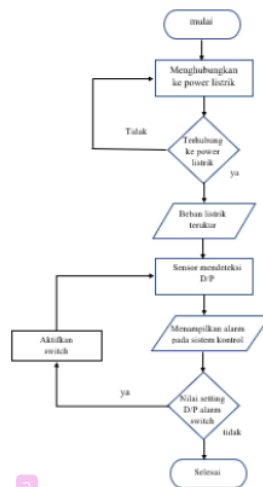 mulai
Menghubungkan
ke power listrik
Tidak
Terhubung
ke power
listrik
ya
Beban listrik
terukur
Sensor mendeteksi
D/P
Aktifkan
switch
Menampilkan alarm
pada sistem kontrol
ya
Nilai setting
D/P alarm
switch
tidak
Selesai
2